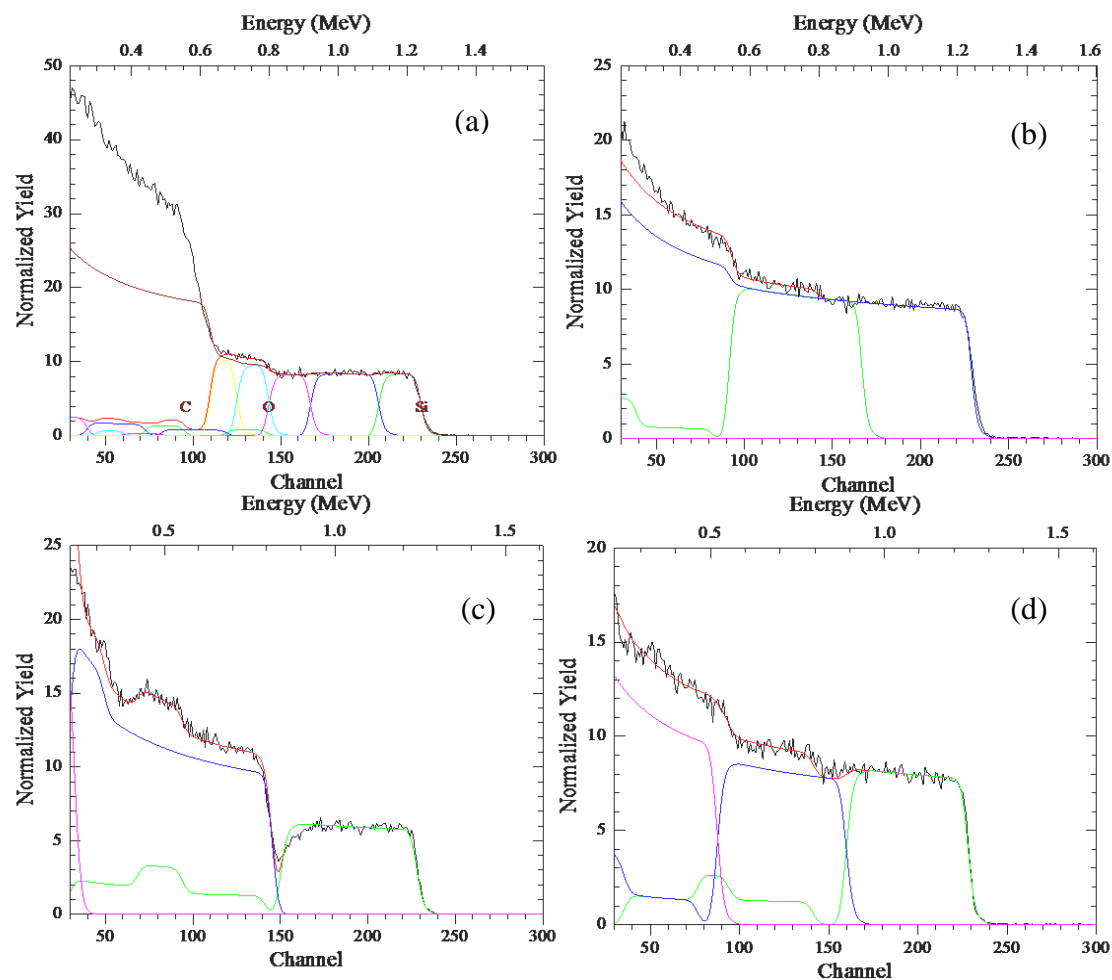 Energy (MeV)
0.4 0.6 0.8 1.0 1.2 1.4
50
40
30
20
10
0
Normalized Yield
(a)
C O Si
50 100 150 200 250 300
Channel
Energy (MeV)
0.4 0.6 0.8 1.0 1.2 1.4 1.6
25
20
15
10
5
0
Normalized Yield
(b)
50 100 150 200 250 300
Channel
Energy (MeV)
0.5 1.0 1.5
25
20
15
10
5
0
Normalized Yield
(c)
50 100 150 200 250 300
Channel
Energy (MeV)
0.5 1.0 1.5
20
15
10
5
0
Normalized Yield
(d)
50 100 150 200 250 300
Channel